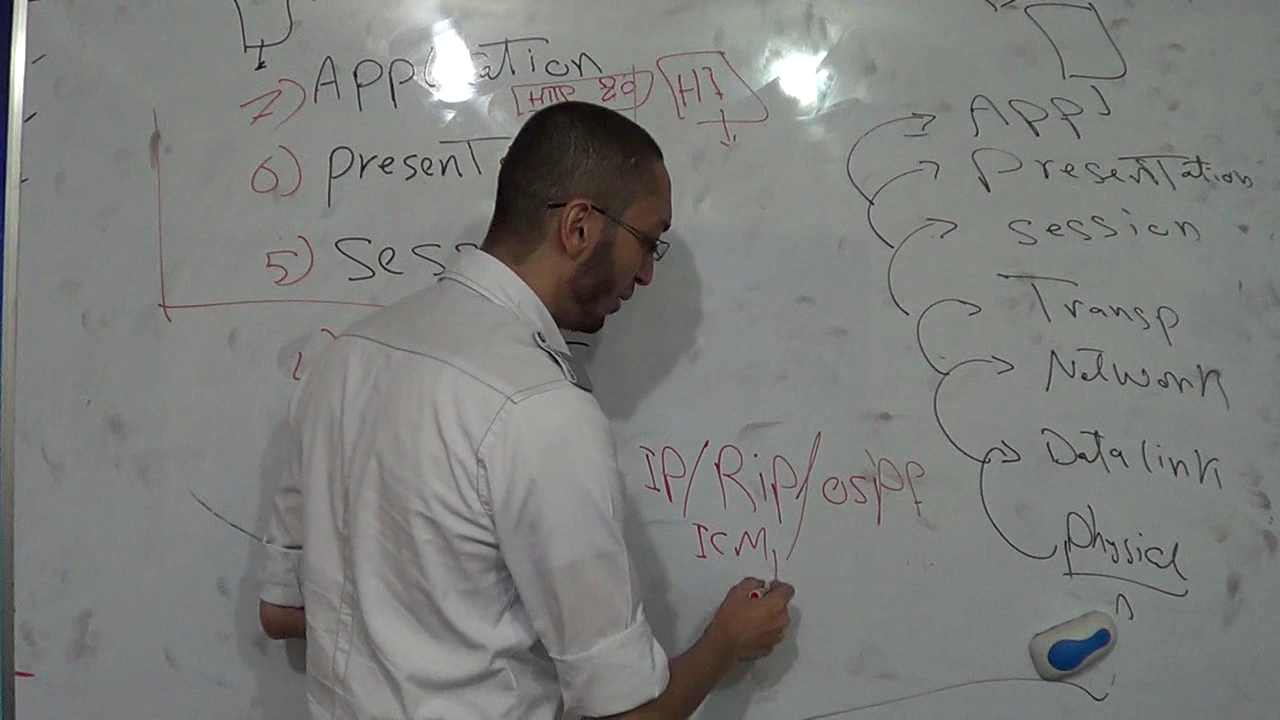 7) Application
HTTP 80 H7
6) present
5) Sess
IP/RiP/OSPF
ICM
APP
Presentation
session
Transp
Network
Data link
physical